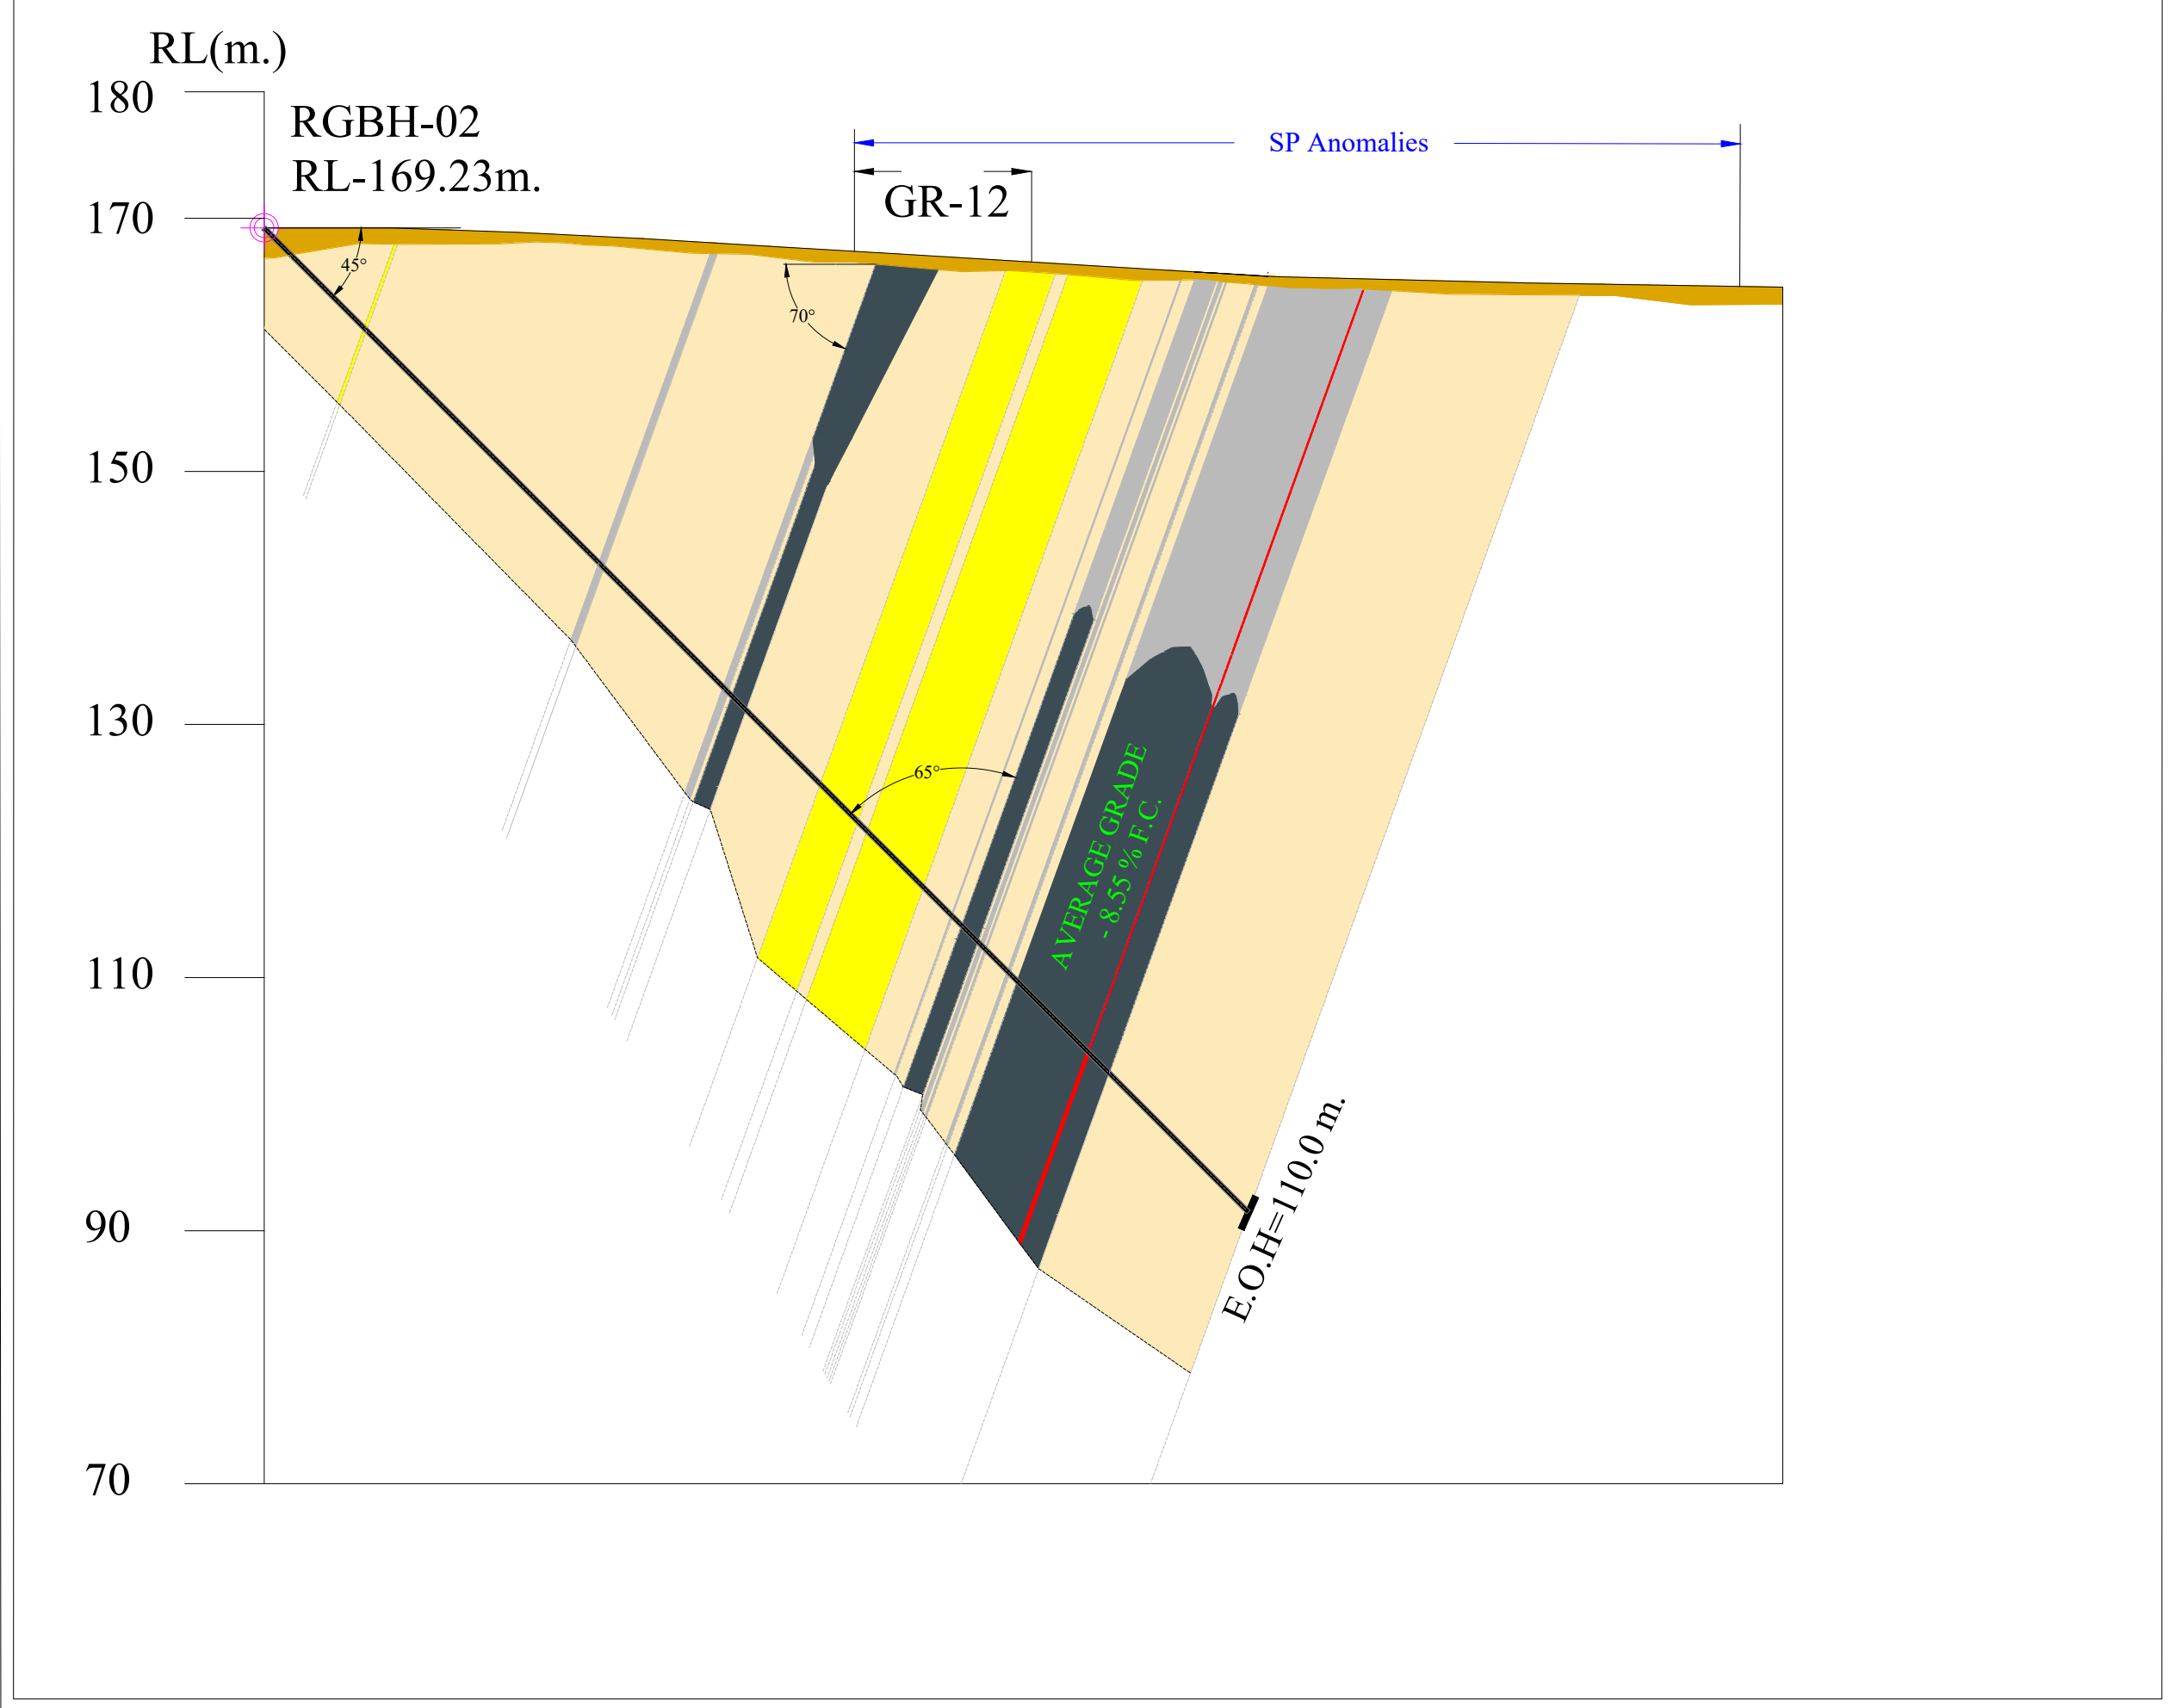 RL(m.)
180
RGBH-02
RL-169.23m.
SP Anomalies
GR-12
170
45°
70°
150
130
65°
AVERAGE GRADE
- 8.55 % F.C.
110
E.O.H=110.0 m.
90
70